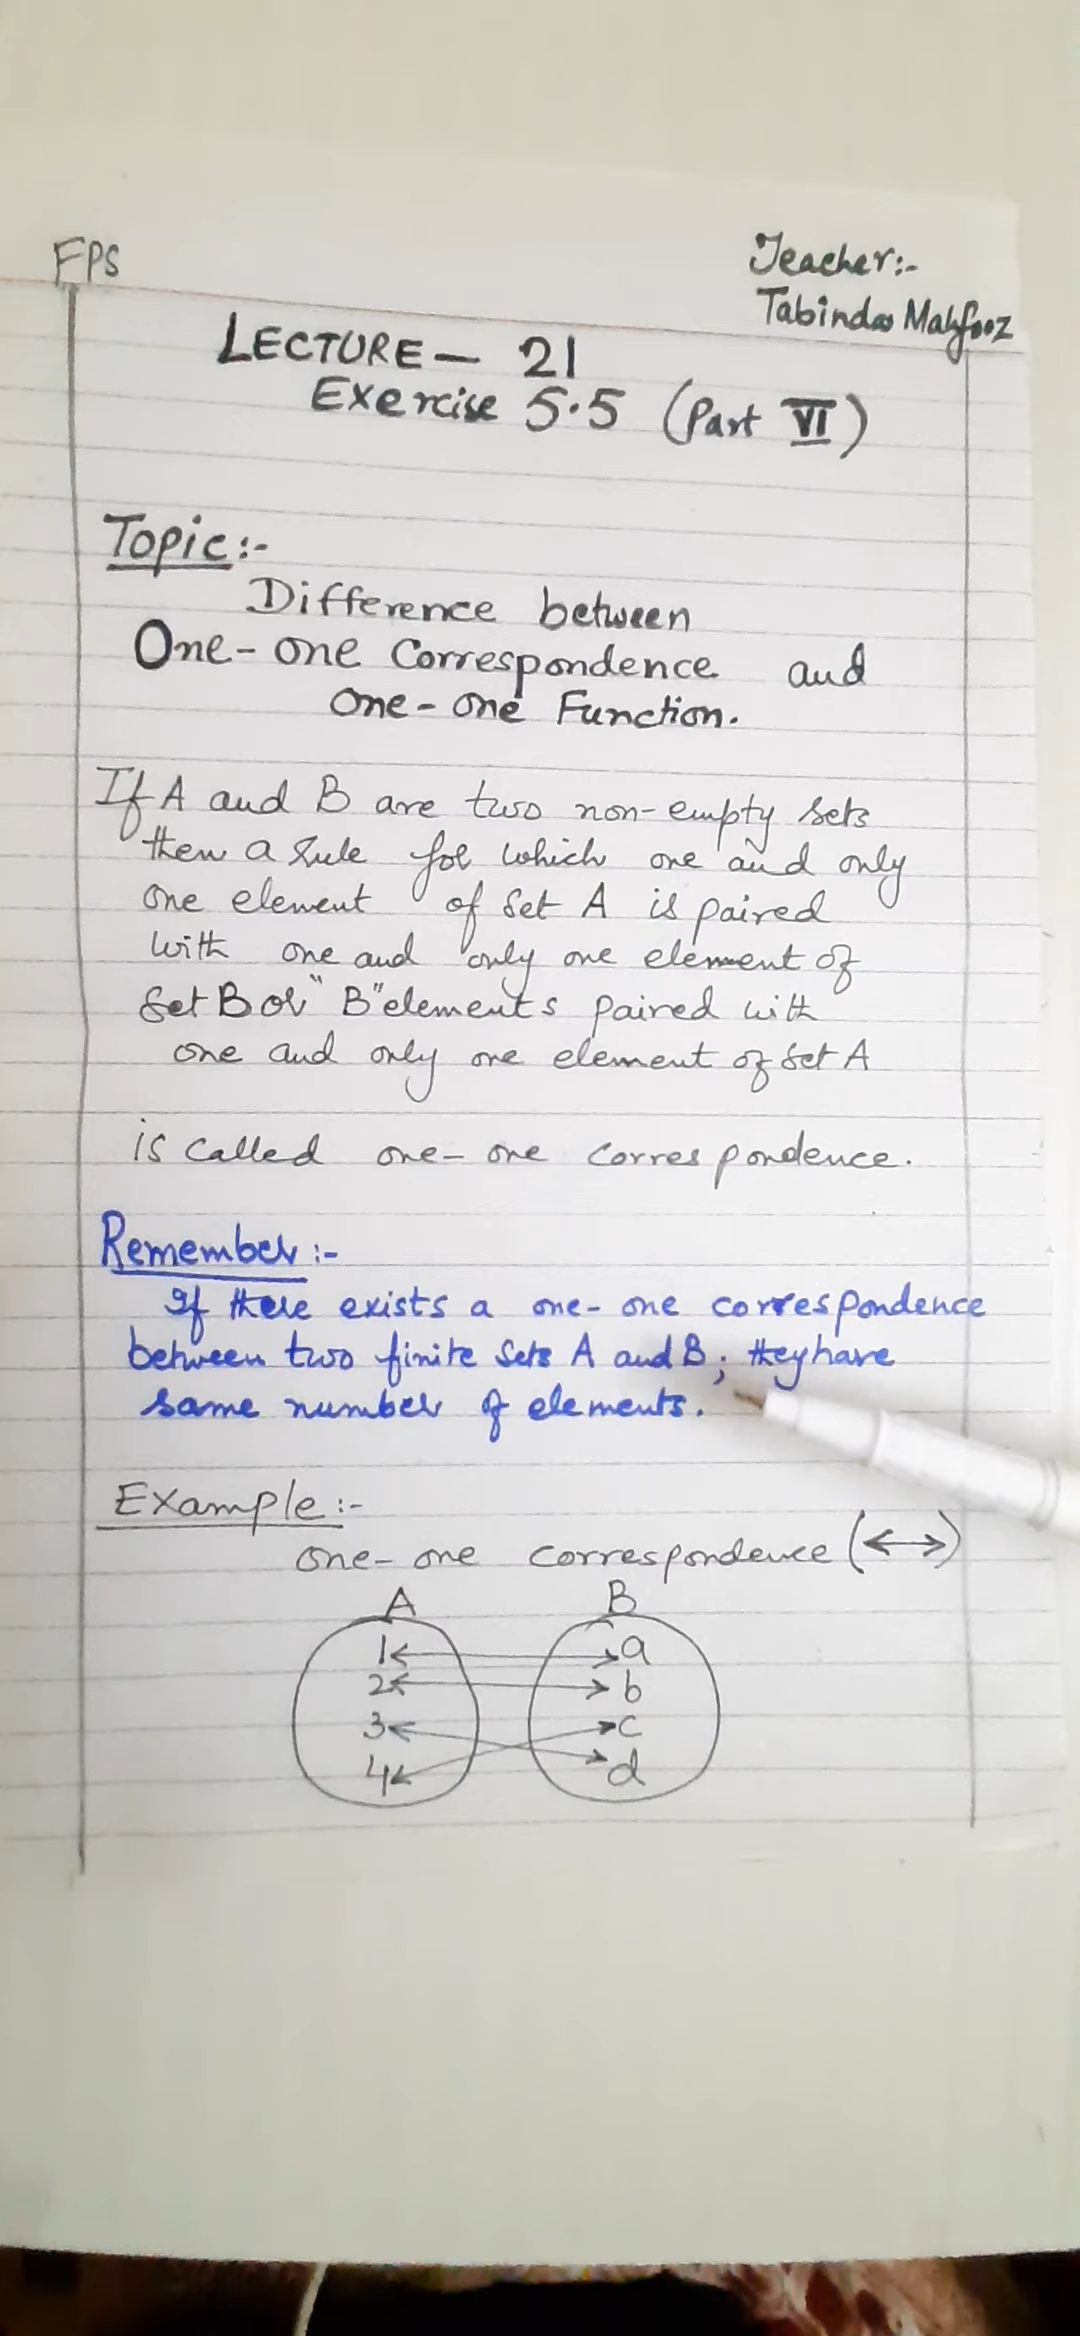 FPS
Teacher:-
Tabinda Mahfooz
LECTURE - 21
Exercise 5.5 (Part VI)
Topic:-
Difference between
One-one Correspondence and
one-one Function.
If A and B are two non-empty sets
then a rule for which one and only
one element of set A is paired
with one and only one element of
set B or "B" elements paired with
one and only one element of set A
is called one-one correspondence.
Remember:-
If there exists a one-one correspondence
between two finite sets A and B; they have
same number of elements.
Example:-
one-one correspondence (↔)
A B
1 a
2 b
3 c
4 d